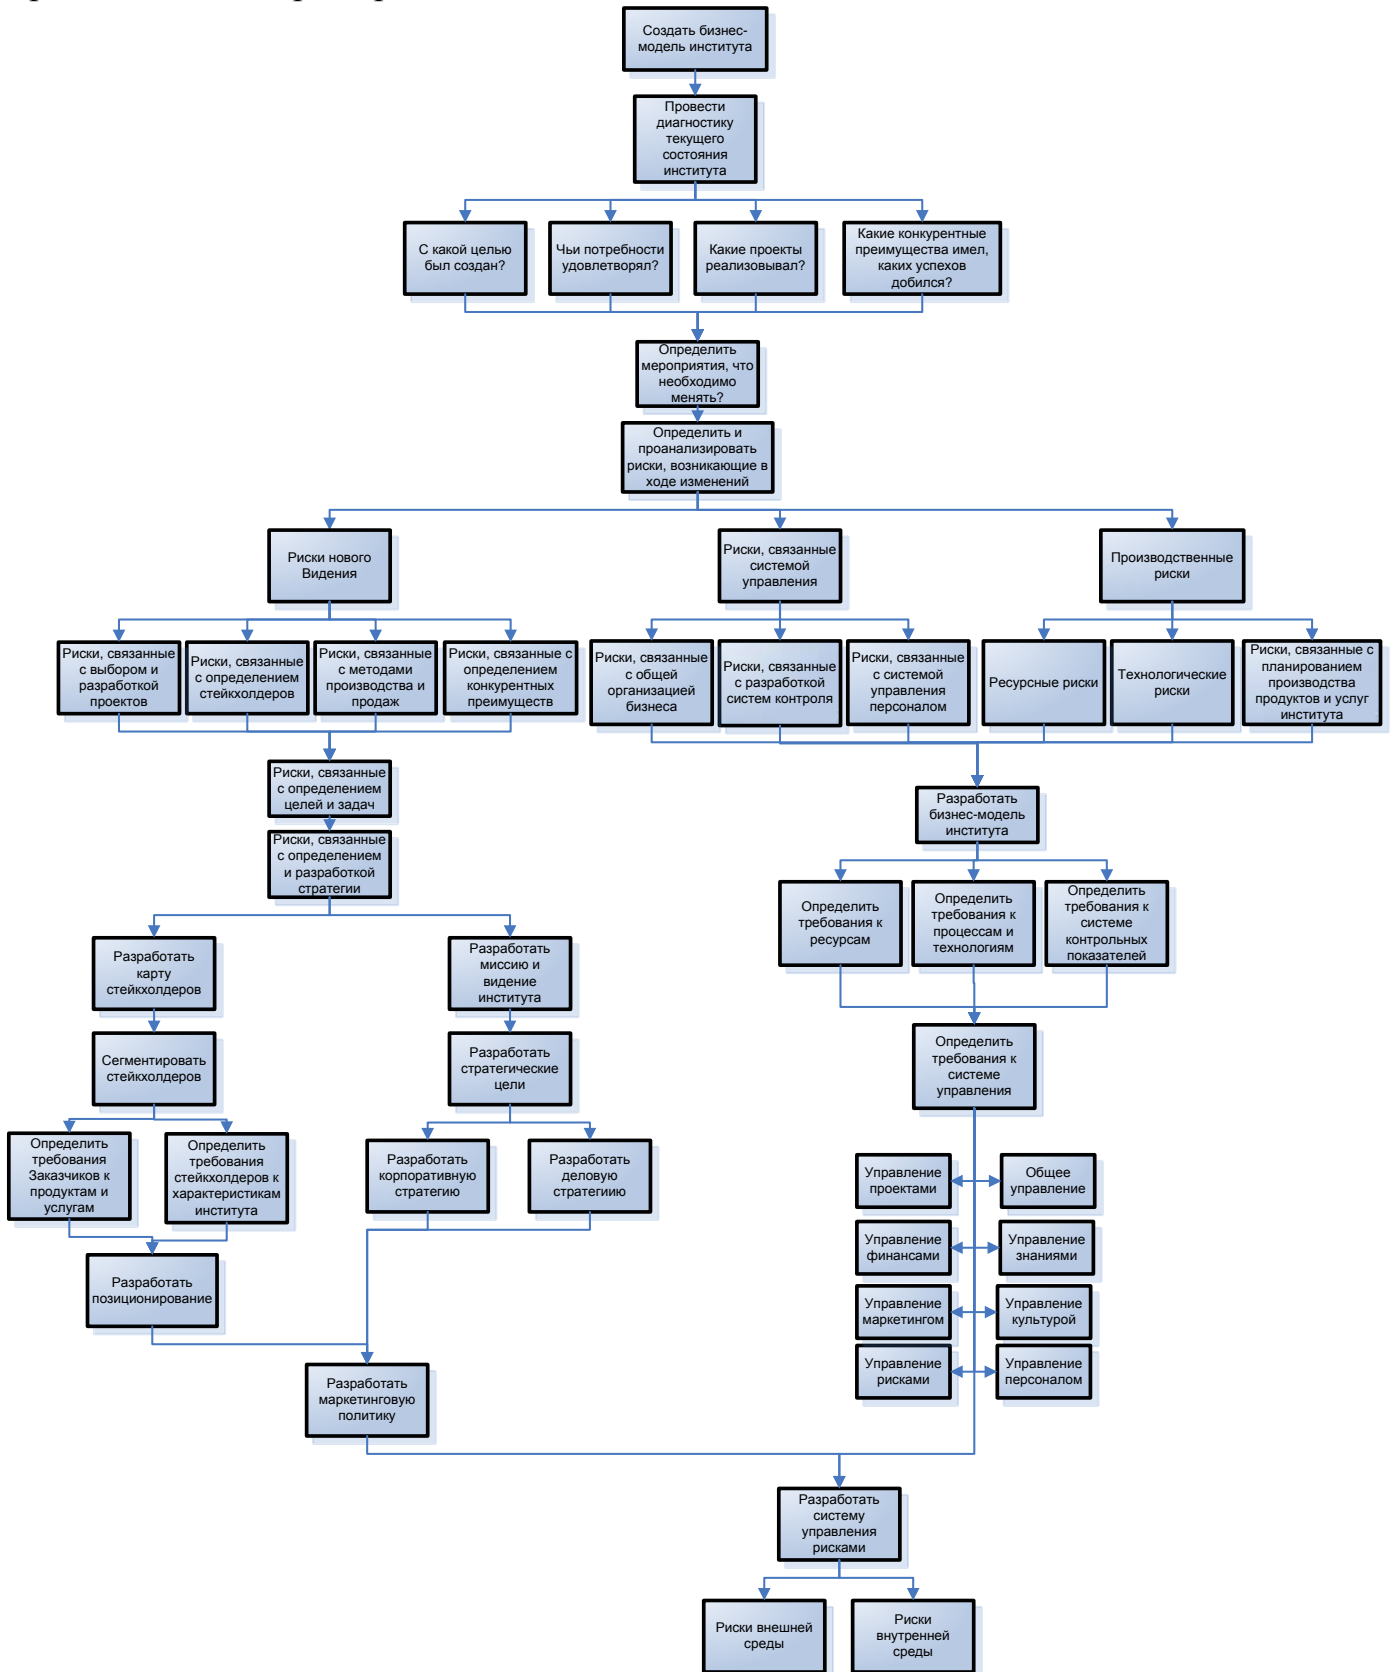 Создать бизнес-
модель института
Провести
диагностику
текущего
состояния
института
С какой целью
был создан?
Чьи потребности
удовлетворял?
Какие проекты
реализовывал?
Какие конкурентные
преимущества имел,
каких успехов
добился?
Определить
мероприятия, что
необходимо
менять?
Определить и
проанализировать
риски, возникающие в
ходе изменений
Риски нового
Видения
Риски, связанные
системой
управления
Производственные
риски
Риски, связанные
с выбором и
разработкой
проектов
Риски, связанные
с определением
стейкхолдеров
Риски, связанные
с методами
производства и
продаж
Риски, связанные с
определением
конкурентных
преимуществ
Риски, связанные
с общей
организацией
бизнеса
Риски, связанные
с разработкой
систем контроля
Риски, связанные
с системой
управления
персоналом
Ресурсные риски
Технологические
риски
Риски, связанные с
планированием
производства
продуктов и услуг
института
Риски, связанные
с определением
целей и задач
Риски, связанные
с определением
и разработкой
стратегии
Разработать
бизнес-модель
института
Определить
требования к
ресурсам
Определить
требования к
процессам и
технологиям
Определить
требования к
системе
контрольных
показателей
Разработать
карту
стейкхолдеров
Разработать
миссию и
видение
института
Сегментировать
стейкхолдеров
Разработать
стратегические
цели
Определить
требования к
системе
управления
Определить
требования
Заказчиков к
продуктам и
услугам
Определить
требования
стейкхолдеров к
характеристикам
института
Разработать
корпоративную
стратегию
Разработать
деловую
стратегиию
Управление
проектами
Общее
управление
Управление
финансами
Управление
знаниями
Разработать
позиционирование
Управление
маркетингом
Управление
культурой
Управление
рисками
Управление
персоналом
Разработать
маркетинговую
политику
Разработать
систему
управления
рисками
Риски внешней
среды
Риски
внутренней
среды